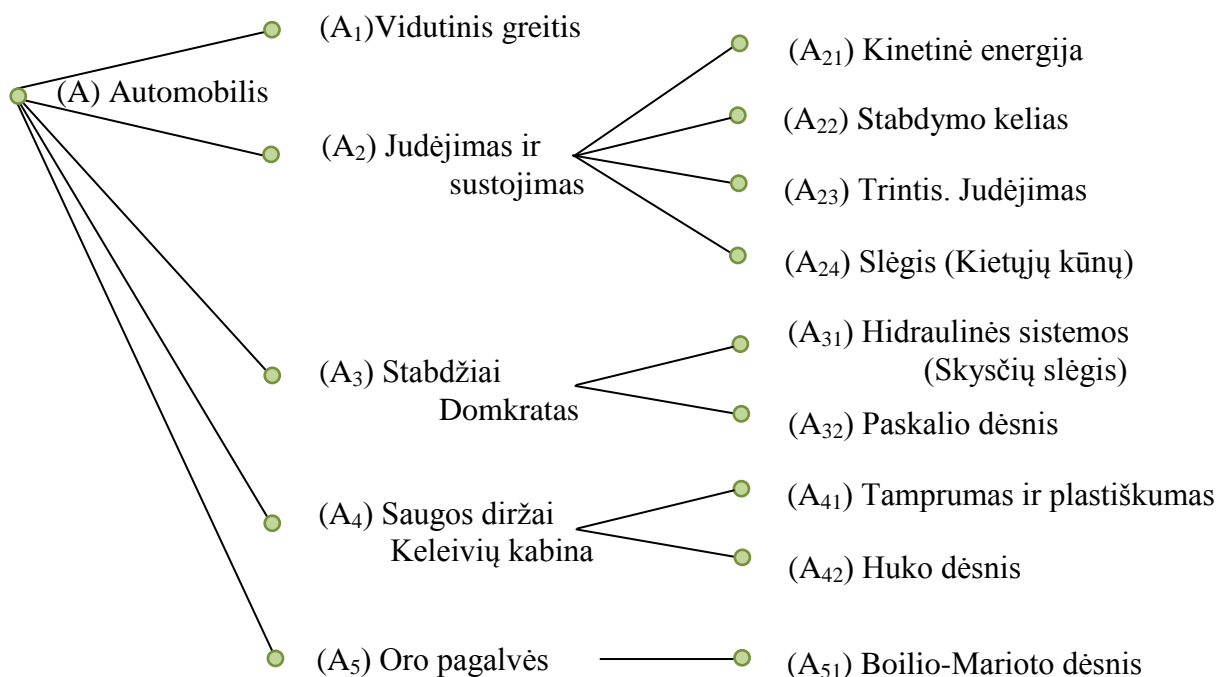 (A₁)Vidutinis greitis
(A) Automobilis
(A₂) Judėjimas ir
sustojimas
(A₃) Stabdžiai
Domkratas
(A₄) Saugos diržai
Keleivių kabina
(A₅) Oro pagalvės
(A₂₁) Kinetinė energija
(A₂₂) Stabdymo kelias
(A₂₃) Trintis. Judėjimas
(A₂₄) Slėgis (Kietųjų kūnų)
(A₃₁) Hidraulinės sistemos
(Skysčių slėgis)
(A₃₂) Paskalio dėsnis
(A₄₁) Tamprumas ir plastiškumas
(A₄₂) Huko dėsnis
(A₅₁) Boilio-Marioto dėsnis